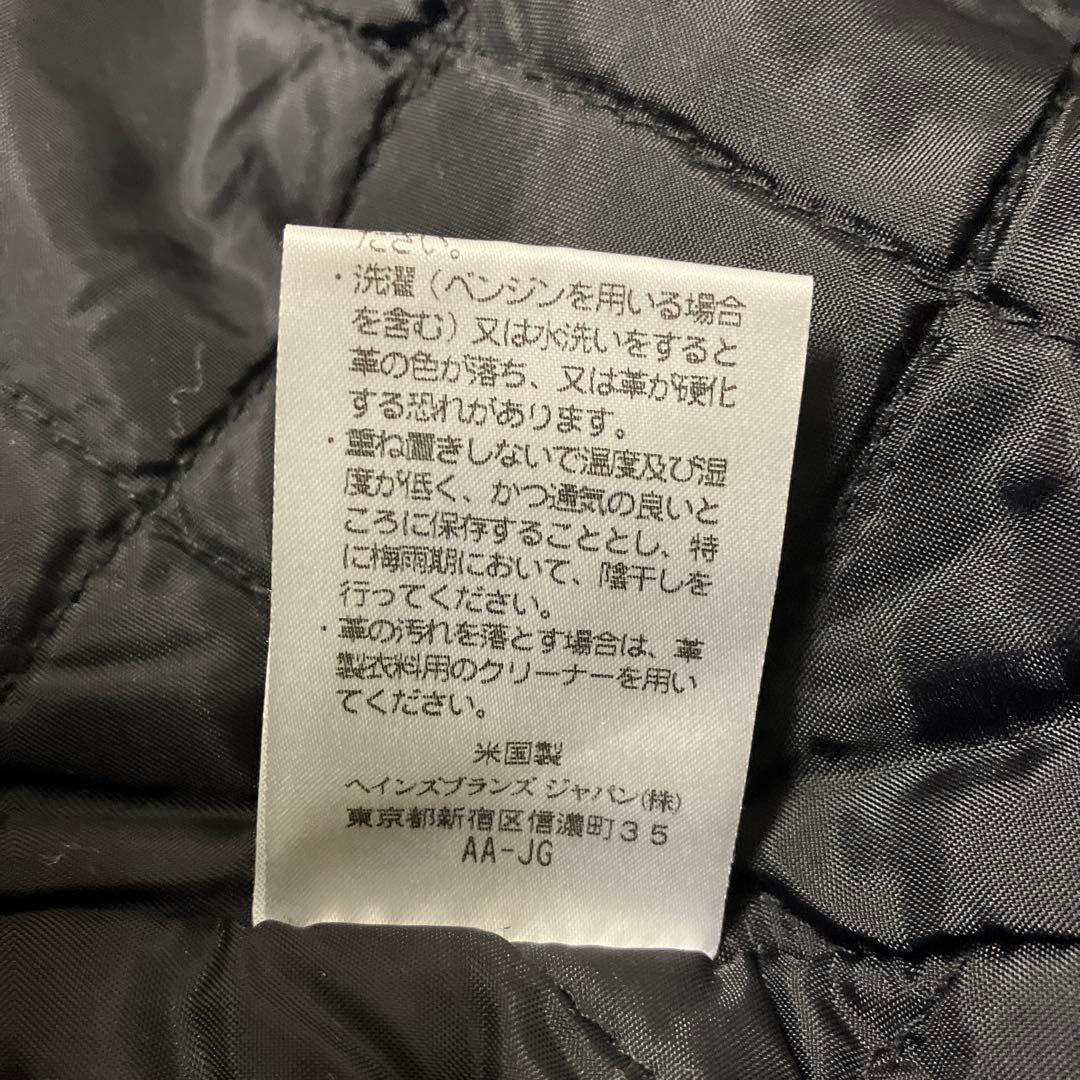 ださい。
・洗濯(ベンジンを用いる場合
を含む)又は水洗いをすると
革の色が落ち、又は革が硬化
する恐れがあります。
・重ね置きしないで温度及び湿
度が低く、かつ通気の良いと
ころに保存することとし、特
に梅雨期において、陰干しを
行ってください。
・革の汚れを落とす場合は、革
製衣料用のクリーナーを用い
てください。
米国製
ヘインズブランズ ジャパン(株)
東京都新宿区信濃町35
AA-JG